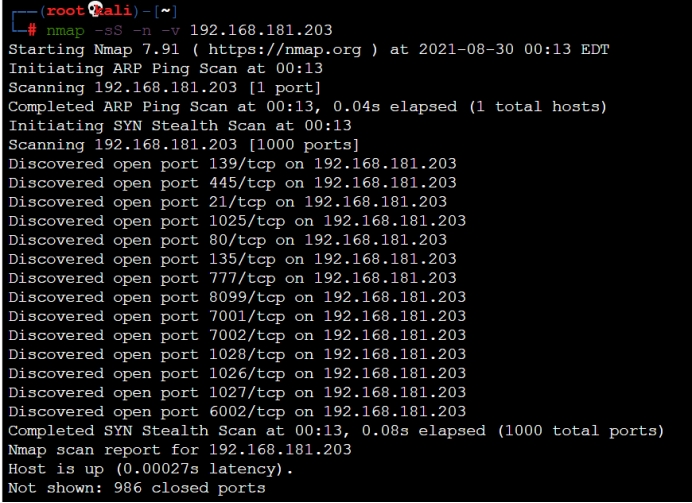 (root💀kali)-[~]
# nmap -sS -n -v 192.168.181.203
Starting Nmap 7.91 ( https://nmap.org ) at 2021-08-30 00:13 EDT
Initiating ARP Ping Scan at 00:13
Scanning 192.168.181.203 [1 port]
Completed ARP Ping Scan at 00:13, 0.04s elapsed (1 total hosts)
Initiating SYN Stealth Scan at 00:13
Scanning 192.168.181.203 [1000 ports]
Discovered open port 139/tcp on 192.168.181.203
Discovered open port 445/tcp on 192.168.181.203
Discovered open port 21/tcp on 192.168.181.203
Discovered open port 1025/tcp on 192.168.181.203
Discovered open port 80/tcp on 192.168.181.203
Discovered open port 135/tcp on 192.168.181.203
Discovered open port 777/tcp on 192.168.181.203
Discovered open port 8099/tcp on 192.168.181.203
Discovered open port 7001/tcp on 192.168.181.203
Discovered open port 7002/tcp on 192.168.181.203
Discovered open port 1028/tcp on 192.168.181.203
Discovered open port 1026/tcp on 192.168.181.203
Discovered open port 1027/tcp on 192.168.181.203
Discovered open port 6002/tcp on 192.168.181.203
Completed SYN Stealth Scan at 00:13, 0.08s elapsed (1000 total ports)
Nmap scan report for 192.168.181.203
Host is up (0.00027s latency).
Not shown: 986 closed ports